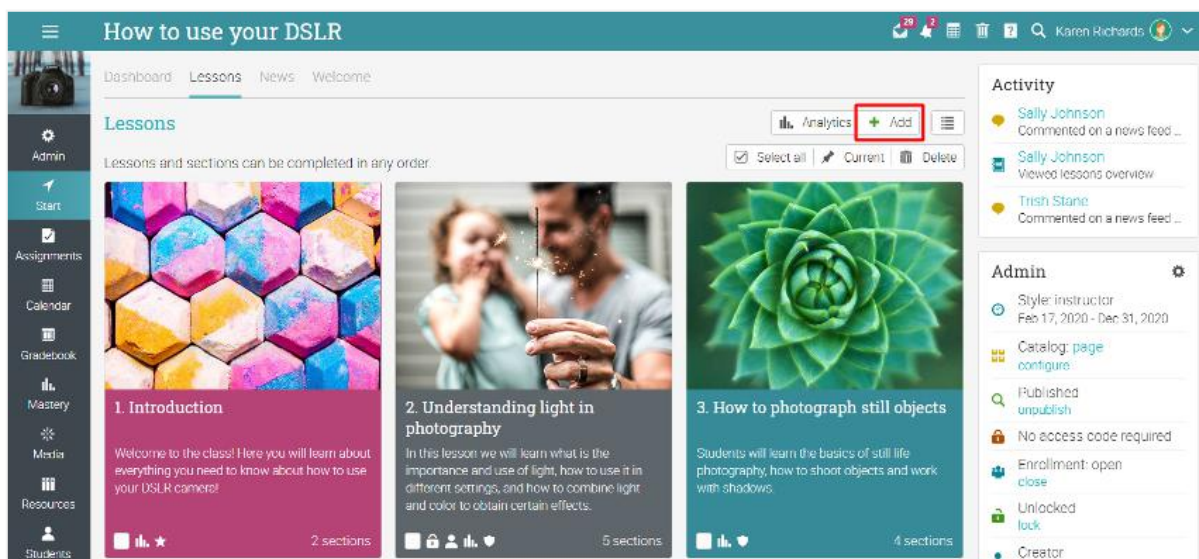 How to use your DSLR
29
2
Karen Richards
Admin
Start
Assignments
Calendar
Gradebook
Mastery
Media
Resources
Students
Dashboard Lessons News Welcome
Lessons
Analytics + Add
Lessons and sections can be completed in any order.
Select all Current Delete
1. Introduction
Welcome to the class! Here you will learn about
everything you need to know about how to use
your DSLR camera!
2 sections
2. Understanding light in
photography
In this lesson we will learn what is the
importance and use of light, how to use it in
different settings, and how to combine light
and color to obtain certain effects.
5 sections
3. How to photograph still objects
Students will learn the basics of still life
photography, how to shoot objects and work
with shadows.
4 sections
Activity
Sally Johnson
Commented on a news feed ...
Sally Johnson
Viewed lessons overview
Trish Stane
Commented on a news feed ...
Admin
Style: instructor
Feb 17, 2020 - Dec 31, 2020
Catalog: page
configure
Published
unpublish
No access code required
Enrollment: open
close
Unlocked
lock
Creator